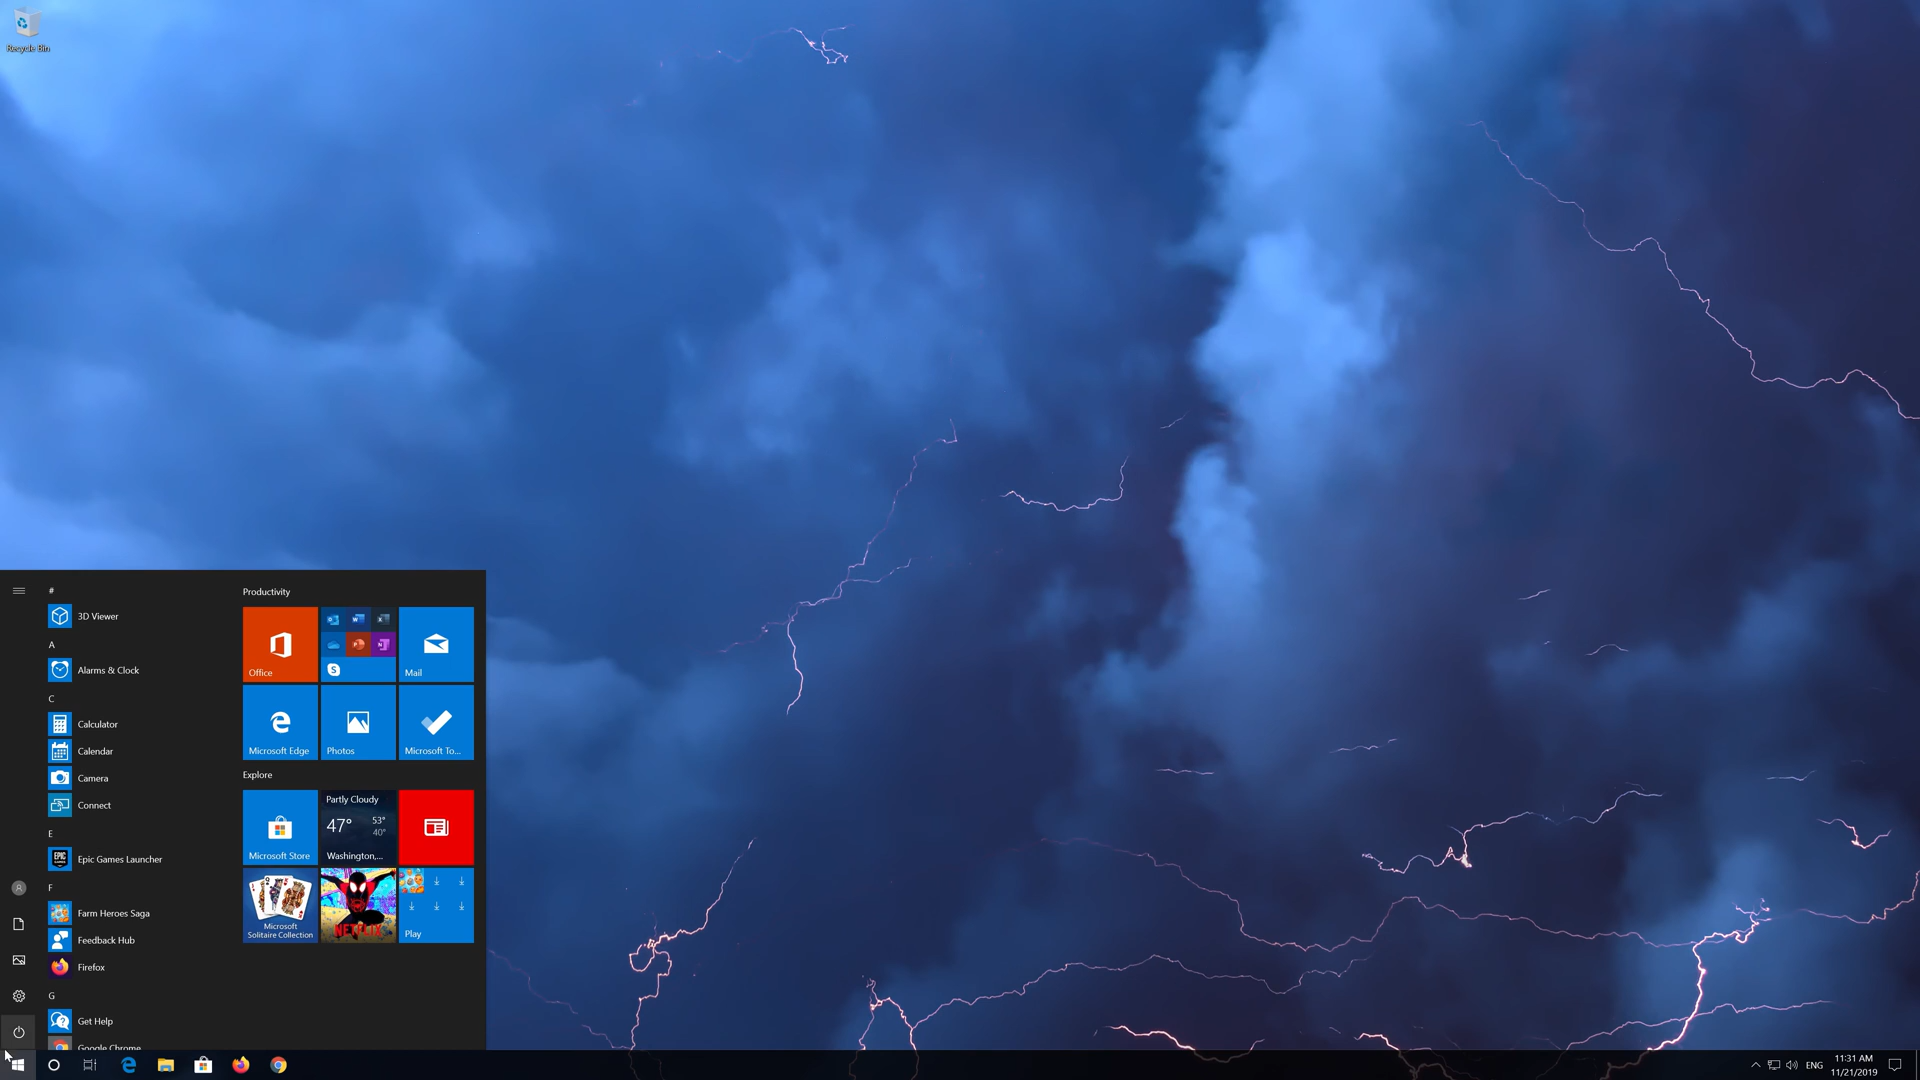 Recycle Bin
#
3D Viewer
A
Alarms & Clock
C
Calculator
Calendar
Camera
Connect
E
Epic Games Launcher
F
Farm Heroes Saga
Feedback Hub
Firefox
G
Get Help
Google Chrome
Productivity
Office
Mail
Microsoft Edge
Photos
Microsoft To...
Explore
Microsoft Store
Partly Cloudy
47°
53°
40°
Washington,...
Microsoft
Solitaire Collection
NETFLIX
Play
EPIC
GAMES
ENG
11:31 AM
11/21/2019